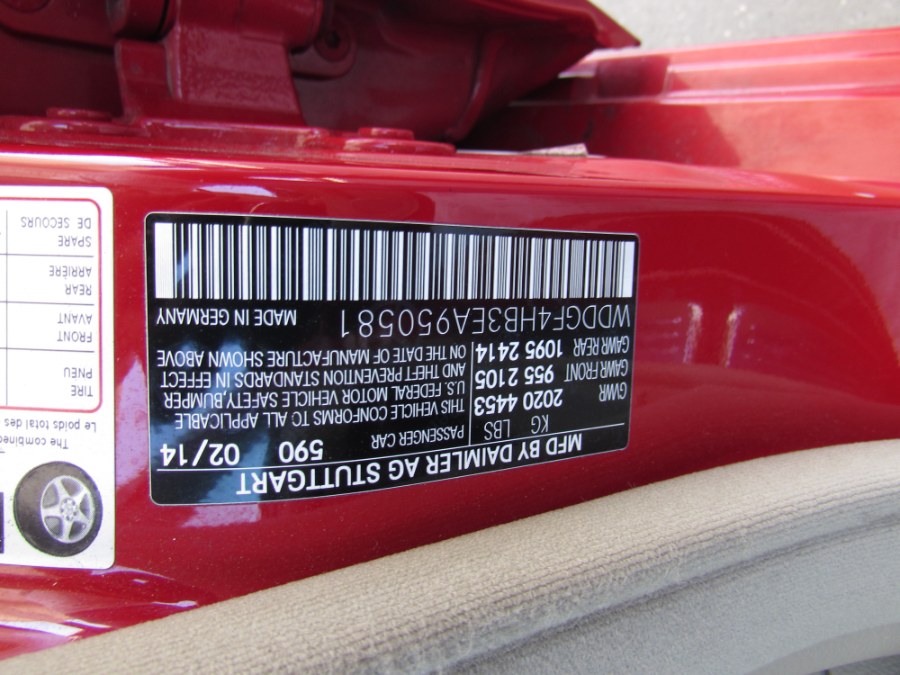 MFD BY DAIMLER AG STUTTGART
KG LBS
GVWR 2020 4453
GAWR FRONT 955 2105
GAWR REAR 1095 2414
PASSENGER CAR 590 02/14
THIS VEHICLE CONFORMS TO ALL APPLICABLE
U.S. FEDERAL MOTOR VEHICLE SAFETY,BUMPER
AND THEFT PREVENTION STANDARDS IN EFFECT
ON THE DATE OF MANUFACTURE SHOWN ABOVE
WDDGF4HB3EA950581 MADE IN GERMANY
The combined
Le poids total des
TIRE
PNEU
FRONT
AVANT
REAR
ARRIÈRE
SPARE
DE SECOURS